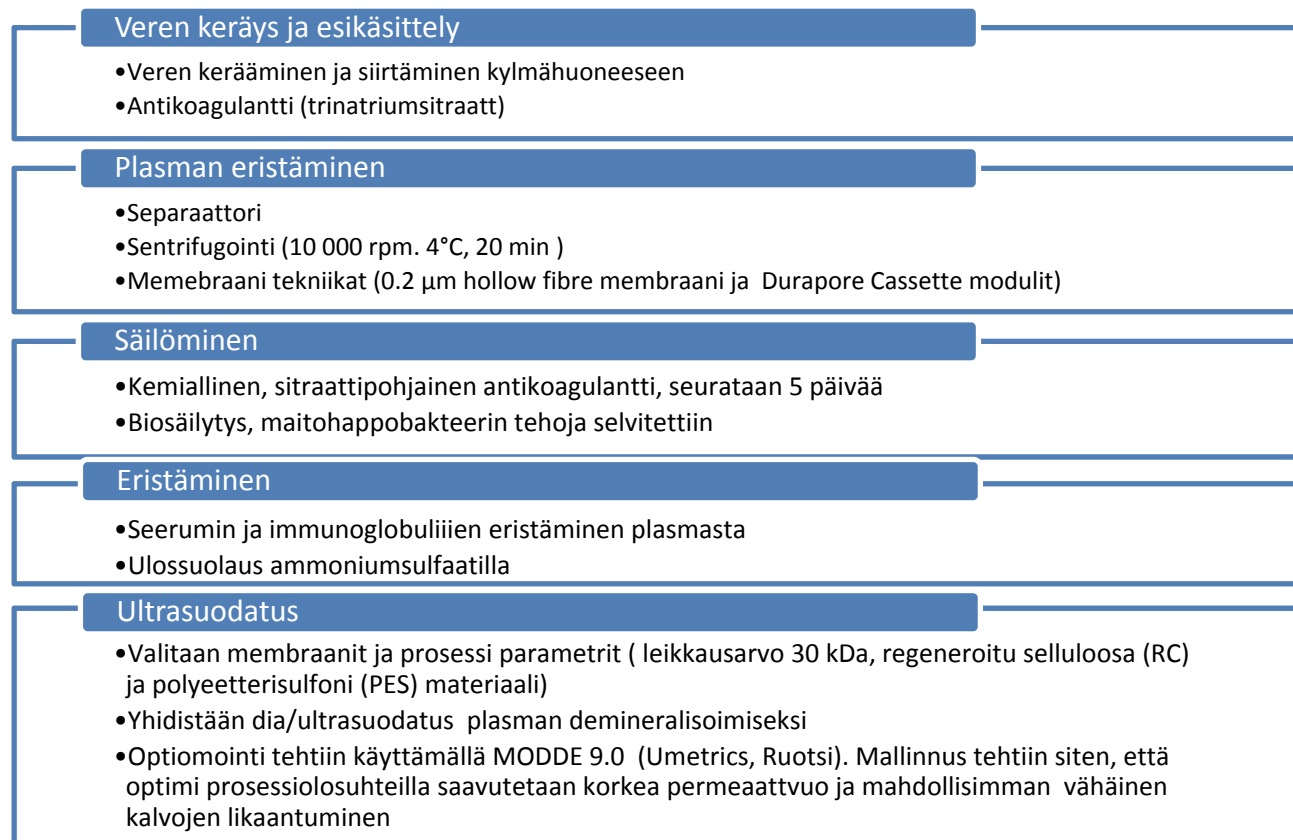 Veren keräys ja esikäsittely
•Veren kerääminen ja siirtäminen kylmähuoneeseen
•Antikoagulantti (trinatriumsitraatt)
Plasman eristäminen
•Separaattori
•Sentrifugointi (10 000 rpm. 4°C, 20 min )
•Memebraani tekniikat (0.2 µm hollow fibre membraani ja  Durapore Cassette modulit)
Säilöminen
•Kemiallinen, sitraattipohjainen antikoagulantti, seurataan 5 päivää
•Biosäilytys, maitohappobakteerin tehoja selvitettiin
Eristäminen
•Seerumin ja immunoglobuliiien eristäminen plasmasta
•Ulossuolaus ammoniumsulfaatilla
Ultrasuodatus
•Valitaan membraanit ja prosessi parametrit ( leikkausarvo 30 kDa, regeneroitu selluloosa (RC)
ja polyeetterisulfoni (PES) materiaali)
•Yhidistään dia/ultrasuodatus  plasman demineralisoimiseksi
•Optiomointi tehtiin käyttämällä MODDE 9.0  (Umetrics, Ruotsi). Mallinnus tehtiin siten, että
optimi prosessiolosuhteilla saavutetaan korkea permeaattvuo ja mahdollisimman  vähäinen
kalvojen likaantuminen